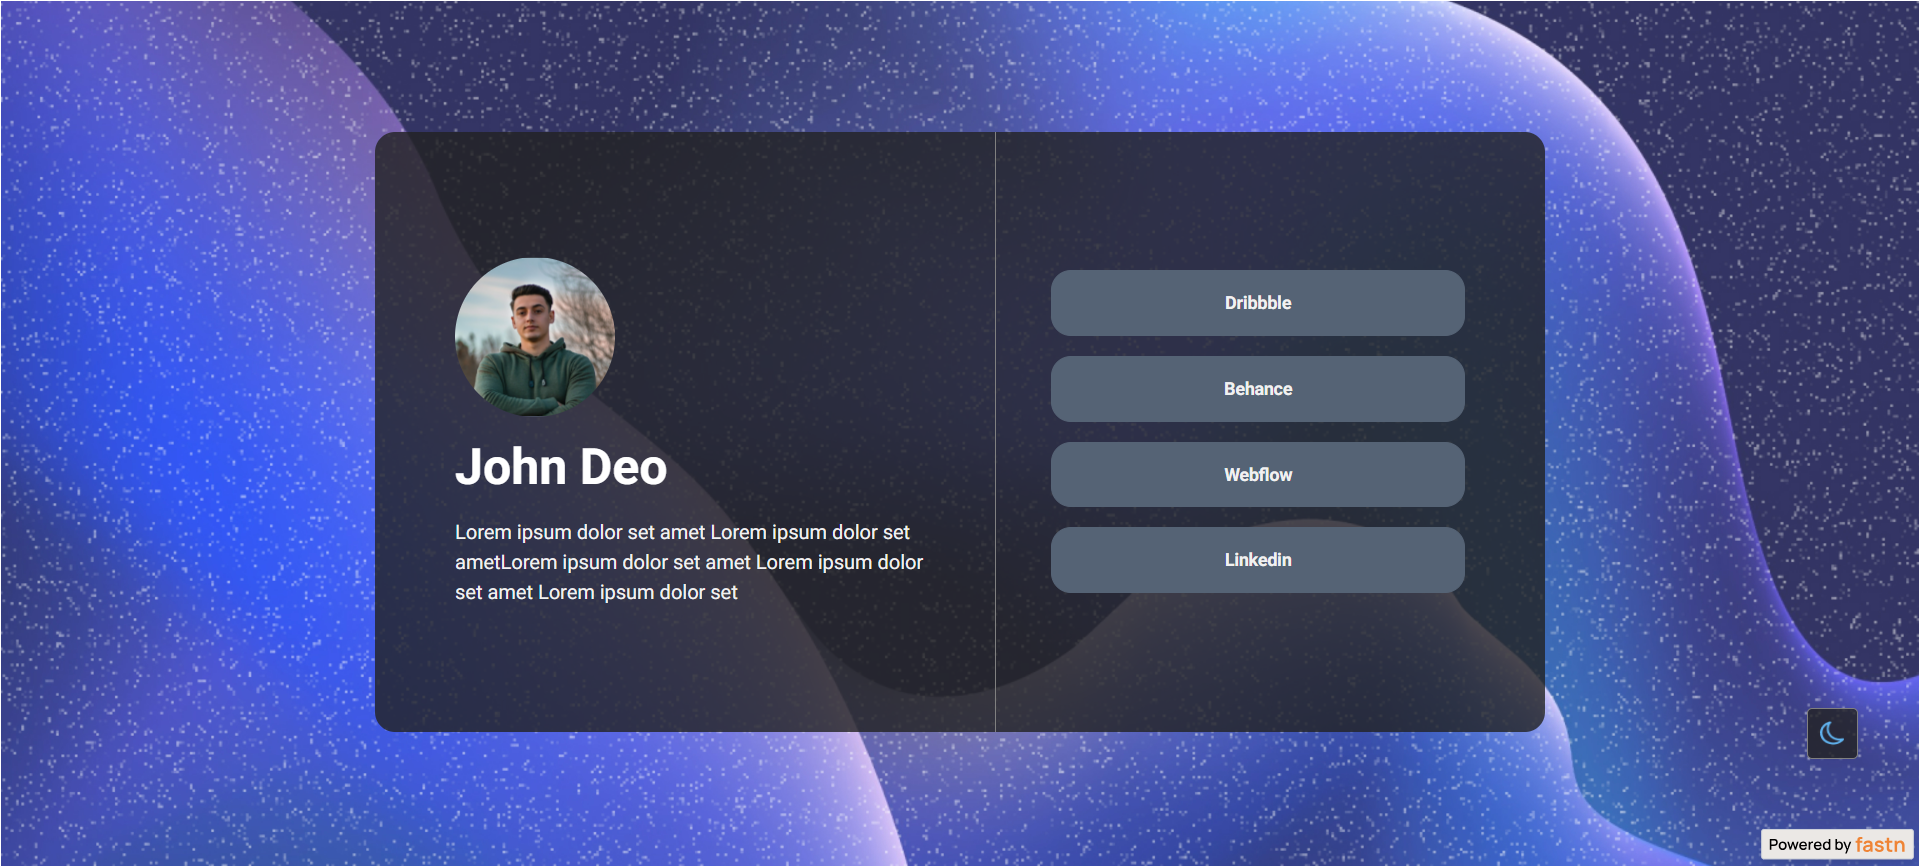 John Deo
Lorem ipsum dolor set amet Lorem ipsum dolor set
ametLorem ipsum dolor set amet Lorem ipsum dolor
set amet Lorem ipsum dolor set
Dribbble
Behance
Webflow
Linkedin
Powered by fastn